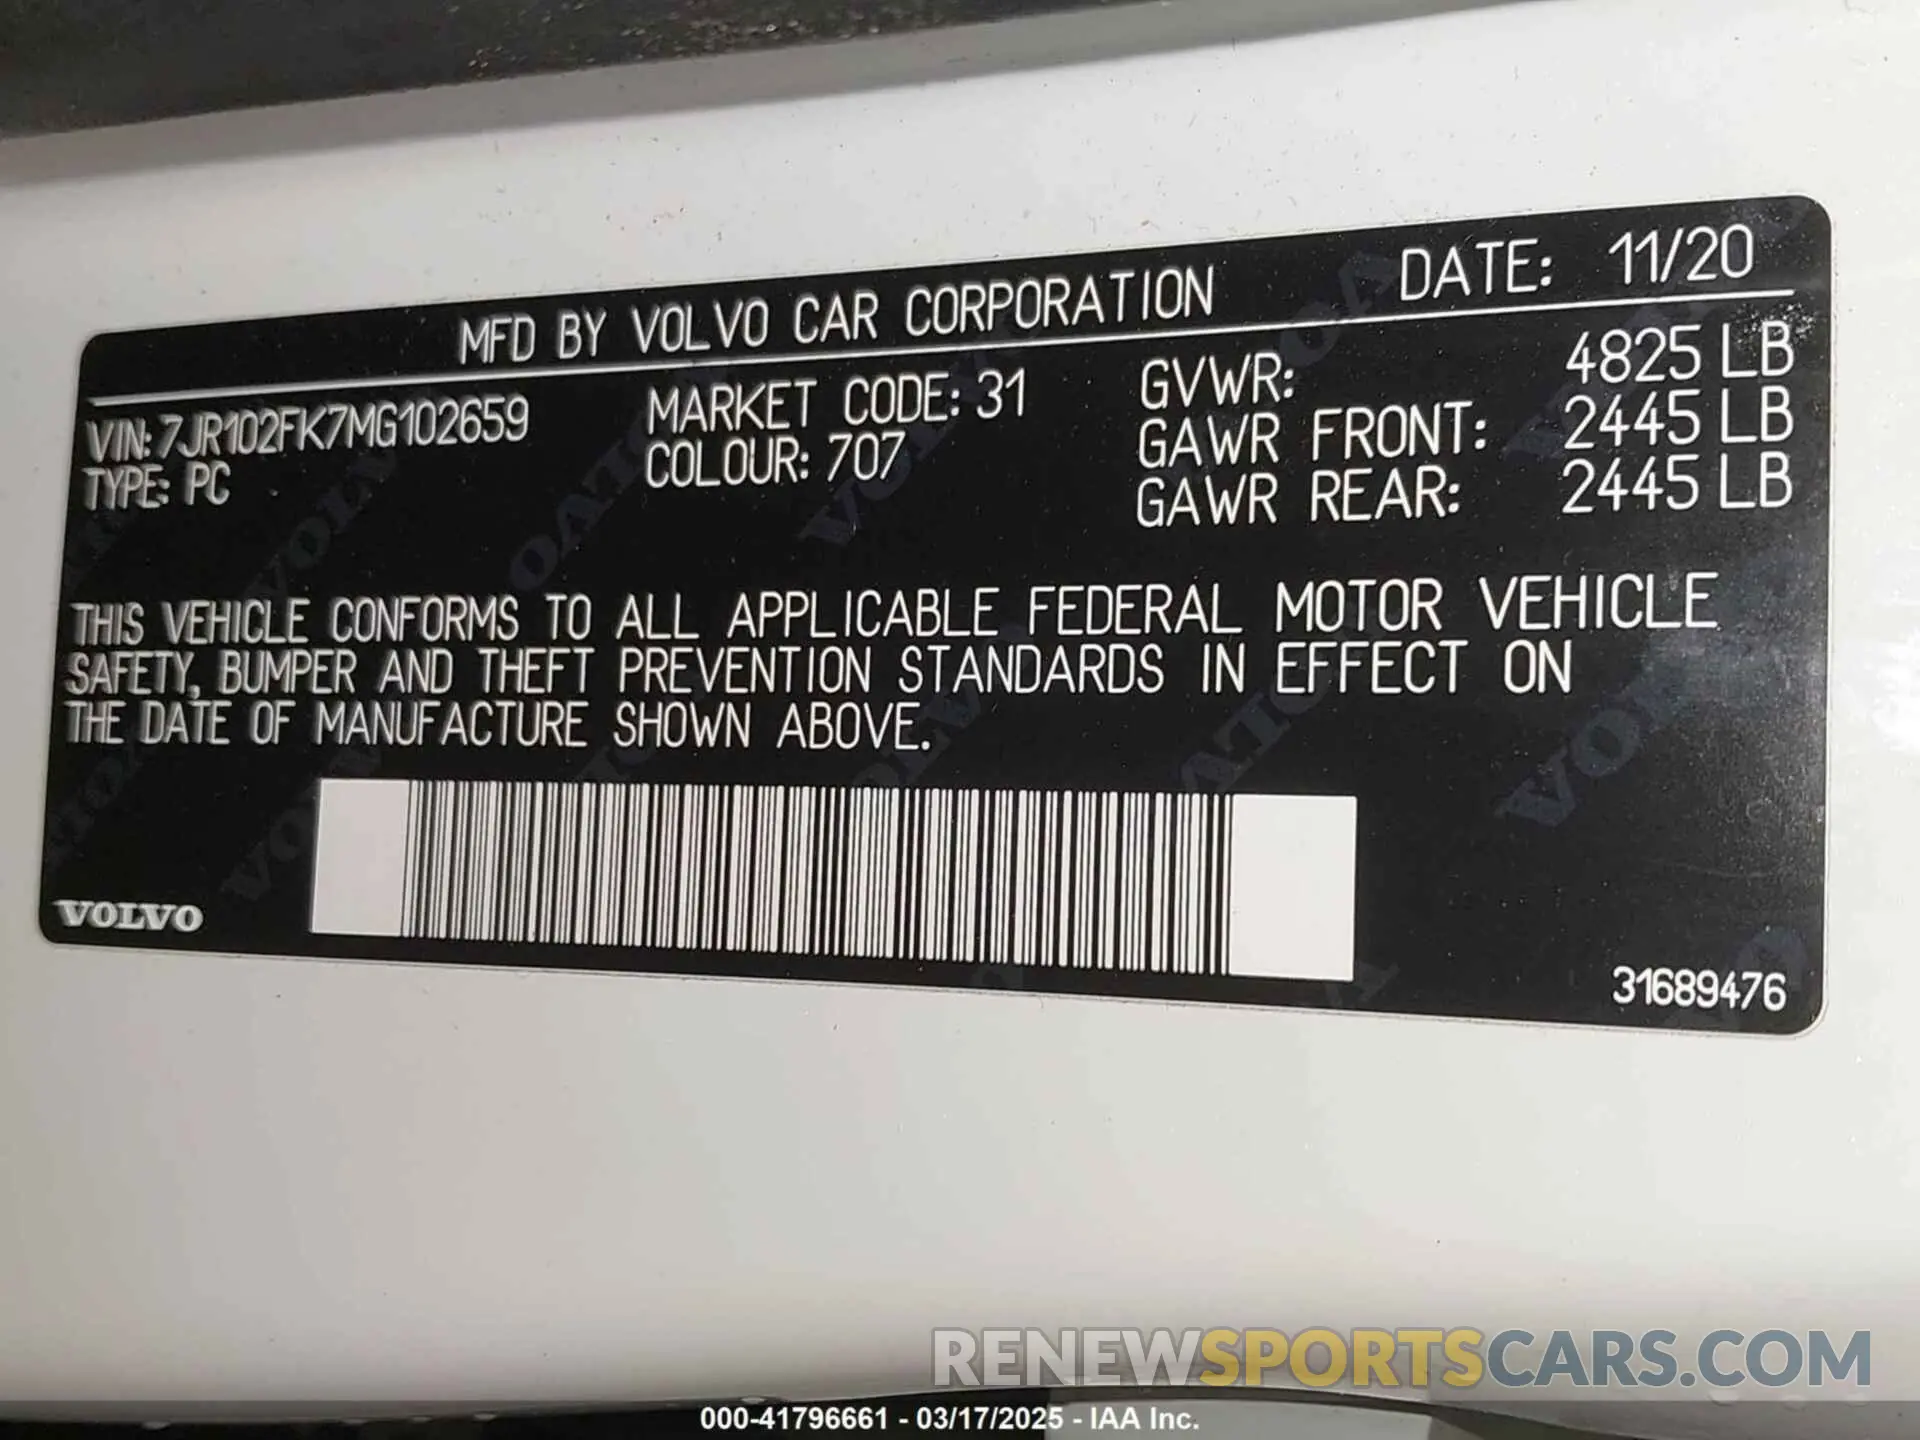 MFD BY VOLVO CAR CORPORATION DATE: 11/20
VIN: 7JR102FK7MG102659 MARKET CODE: 31 GVWR: 4825 LB
TYPE: PC COLOUR: 707 GAWR FRONT: 2445 LB
GAWR REAR: 2445 LB
THIS VEHICLE CONFORMS TO ALL APPLICABLE FEDERAL MOTOR VEHICLE
SAFETY, BUMPER AND THEFT PREVENTION STANDARDS IN EFFECT ON
THE DATE OF MANUFACTURE SHOWN ABOVE.
VOLVO
31689476
RENEWSPORTSCARS.COM
000-41796661 - 03/17/2025 - IAA Inc.